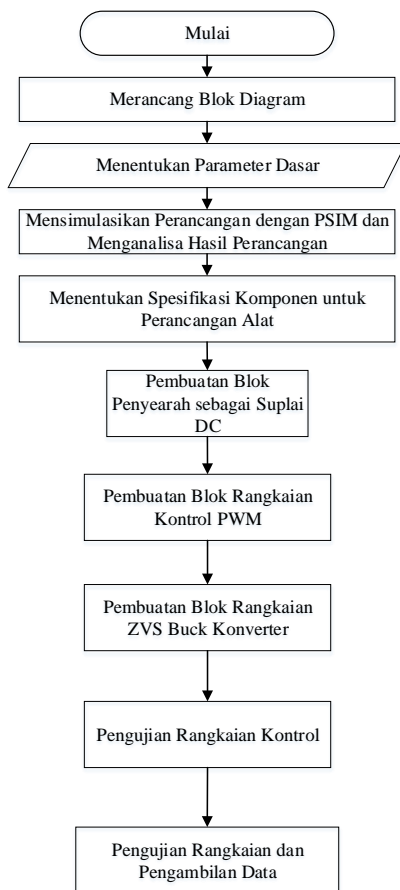 Mulai
Merancang Blok Diagram
Menentukan Parameter Dasar
Mensimulasikan Perancangan dengan PSIM dan
Menganalisa Hasil Perancangan
Menentukan Spesifikasi Komponen untuk
Perancangan Alat
Pembuatan Blok
Penyearah sebagai Suplai
DC
Pembuatan Blok Rangkaian
Kontrol PWM
Pembuatan Blok Rangkaian
ZVS Buck Konverter
Pengujian Rangkaian Kontrol
Pengujian Rangkaian dan
Pengambilan Data